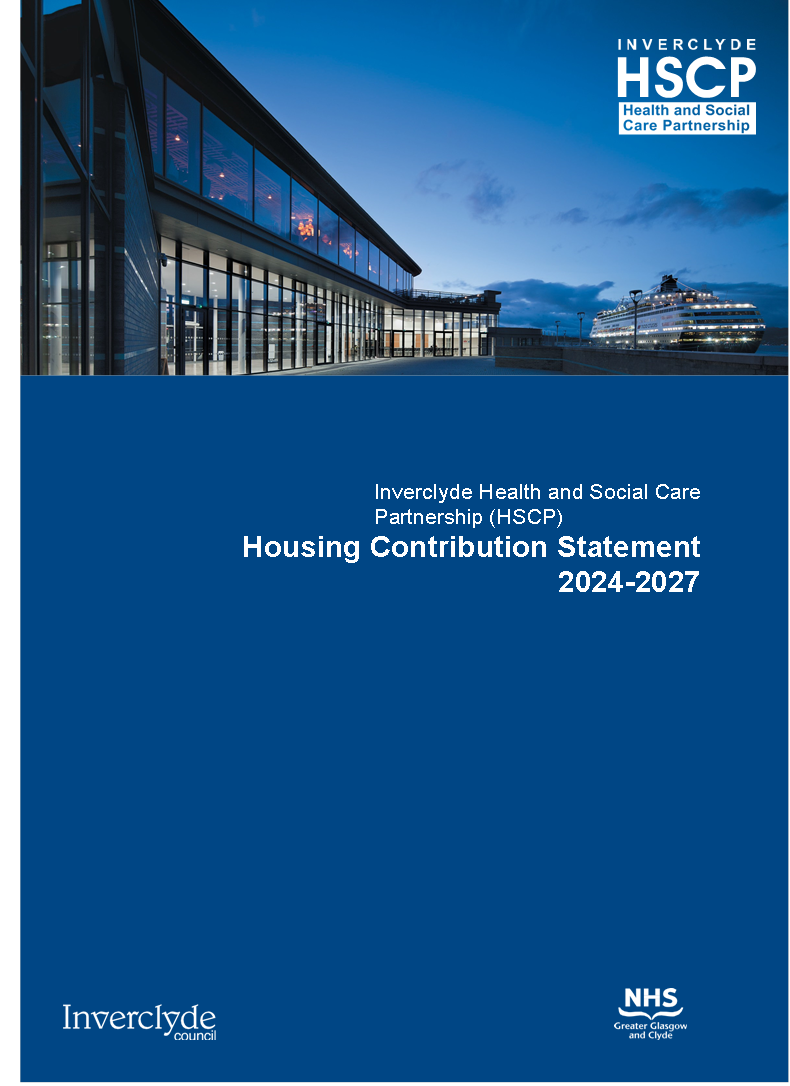 INVERCLYDE
HSCP
Health and Social
Care Partnership
Inverclyde Health and Social Care
Partnership (HSCP)
Housing Contribution Statement
2024-2027
Inverclyde
council
NHS
Greater Glasgow
and Clyde